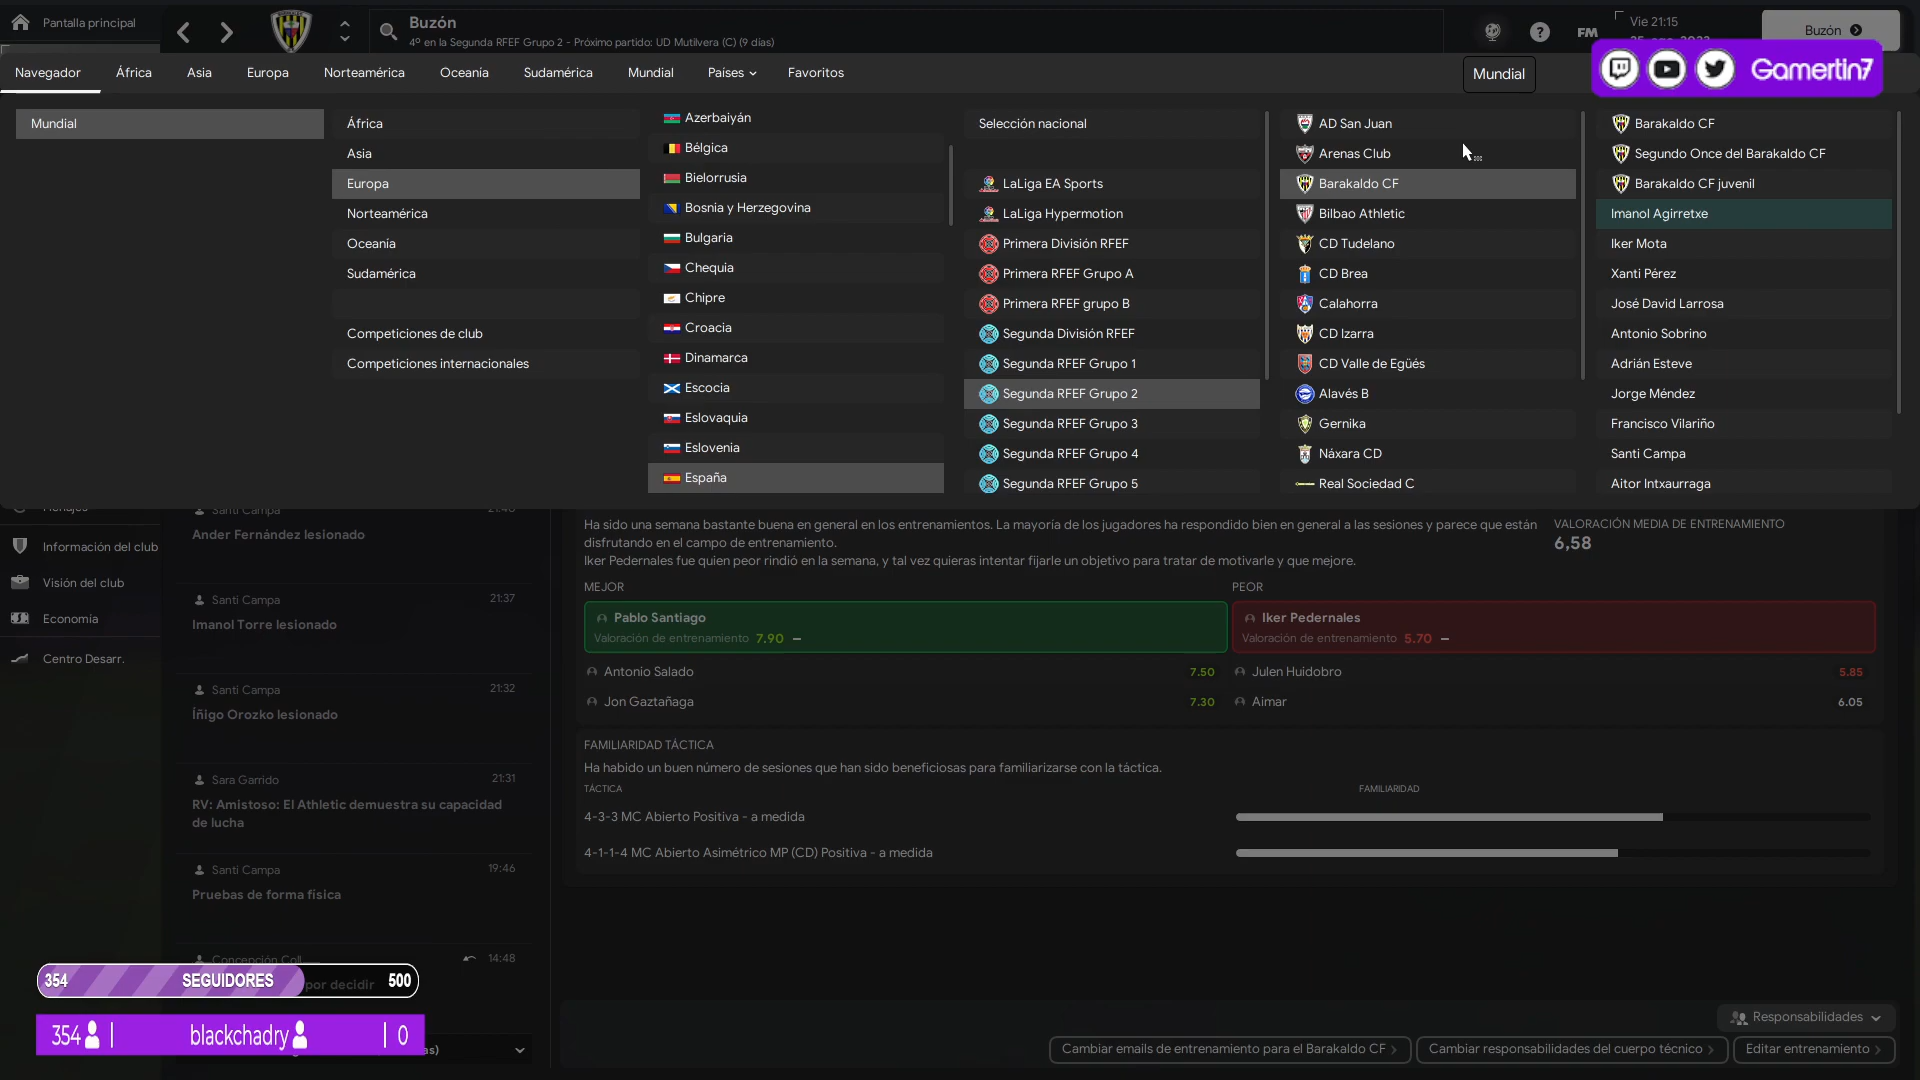 Pantalla principal
Buzón
4º en la Segunda RFEF Grupo 2 - Próximo partido: UD Mutilvera (C) (9 días)
FM
Vie 21:15
Buzón
Navegador
África
Asia
Europa
Norteamérica
Oceanía
Sudamérica
Mundial
Países
Favoritos
Mundial
Gamertin7
Mundial
África
Asia
Europa
Norteamérica
Oceanía
Sudamérica
Competiciones de club
Competiciones internacionales
Azerbaiyán
Bélgica
Bielorrusia
Bosnia y Herzegovina
Bulgaria
Chequia
Chipre
Croacia
Dinamarca
Escocia
Eslovaquia
Eslovenia
España
Selección nacional
LaLiga EA Sports
LaLiga Hypermotion
Primera División RFEF
Primera RFEF Grupo A
Primera RFEF grupo B
Segunda División RFEF
Segunda RFEF Grupo 1
Segunda RFEF Grupo 2
Segunda RFEF Grupo 3
Segunda RFEF Grupo 4
Segunda RFEF Grupo 5
AD San Juan
Arenas Club
Barakaldo CF
Bilbao Athletic
CD Tudelano
CD Brea
Calahorra
CD Izarra
CD Valle de Egüés
Alavés B
Gernika
Náxara CD
Real Sociedad C
Barakaldo CF
Segundo Once del Barakaldo CF
Barakaldo CF juvenil
Imanol Agirretxe
Iker Mota
Xanti Pérez
José David Larrosa
Antonio Sobrino
Adrián Esteve
Jorge Méndez
Francisco Vilariño
Santi Campa
Aitor Intxaurraga
Información del club
Visión del club
Economía
Centro Desarr.
Santi Campa
Ander Fernández lesionado
Santi Campa 21:37
Imanol Torre lesionado
Santi Campa 21:32
Íñigo Orozko lesionado
Sara Garrido 21:31
RV: Amistoso: El Athletic demuestra su capacidad
de lucha
Santi Campa 19:46
Pruebas de forma física
Concepción Coll 14:48
por decidir
Ha sido una semana bastante buena en general en los entrenamientos. La mayoría de los jugadores ha respondido bien en general a las sesiones y parece que están
disfrutando en el campo de entrenamiento.
Iker Pedernales fue quien peor rindió en la semana, y tal vez quieras intentar fijarle un objetivo para tratar de motivarle y que mejore.
VALORACIÓN MEDIA DE ENTRENAMIENTO
6,58
MEJOR
Pablo Santiago
Valoración de entrenamiento 7.90 –
Antonio Salado 7.50
Jon Gaztañaga 7.30
PEOR
Iker Pedernales
Valoración de entrenamiento 5.70 –
Julen Huidobro 5.85
Aimar 6.05
FAMILIARIDAD TÁCTICA
Ha habido un buen número de sesiones que han sido beneficiosas para familiarizarse con la táctica.
TÁCTICA FAMILIARIDAD
4-3-3 MC Abierto Positiva - a medida
4-1-1-4 MC Abierto Asimétrico MP (CD) Positiva - a medida
354 SEGUIDORES 500
354 | blackchadry | 0
Responsabilidades
Cambiar emails de entrenamiento para el Barakaldo CF
Cambiar responsabilidades del cuerpo técnico
Editar entrenamiento